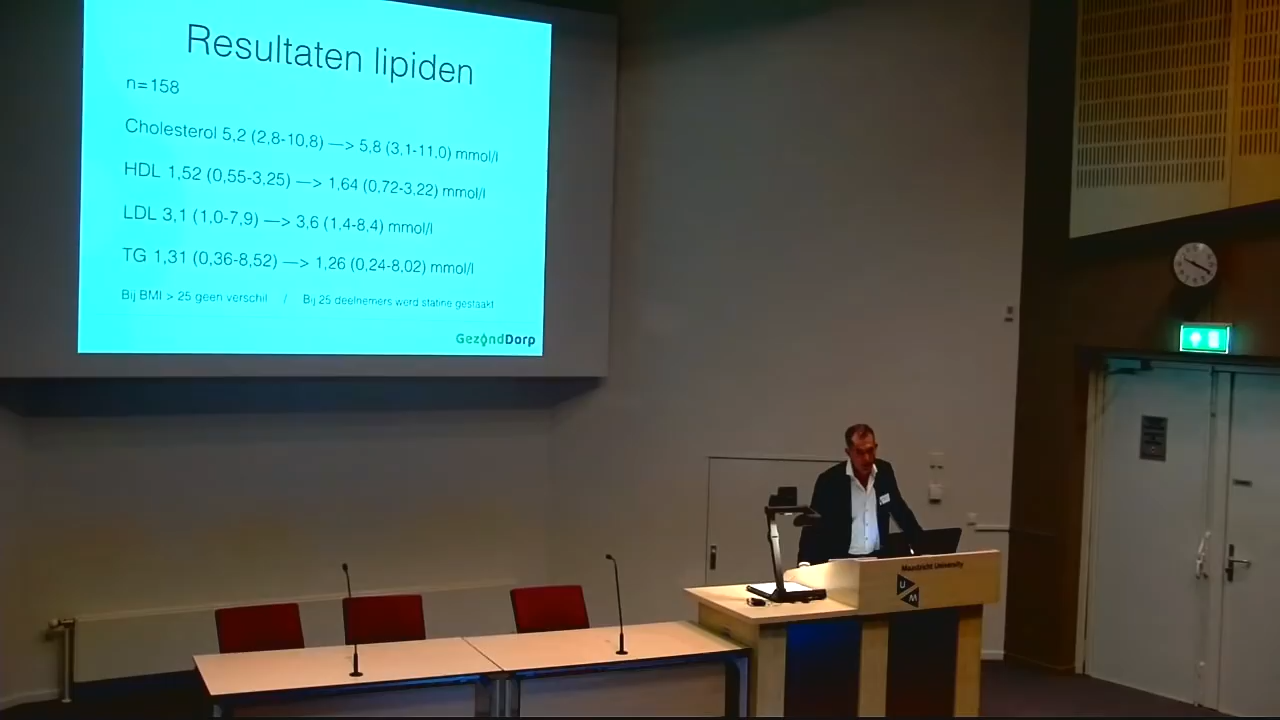 Resultaten lipiden
n=158
Cholesterol 5,2 (2,8-10,8) —> 5,8 (3,1-11,0) mmol/l
HDL 1,52 (0,55-3,25) —> 1,64 (0,72-3,22) mmol/l
LDL 3,1 (1,0-7,9) —> 3,6 (1,4-8,4) mmol/l
TG 1,31 (0,36-8,52) —> 1,26 (0,24-8,02) mmol/l
Bij BMI > 25 geen verschil / Bij 25 deelnemers werd statine gestaakt
GezondDorp
Maastricht University
U
M